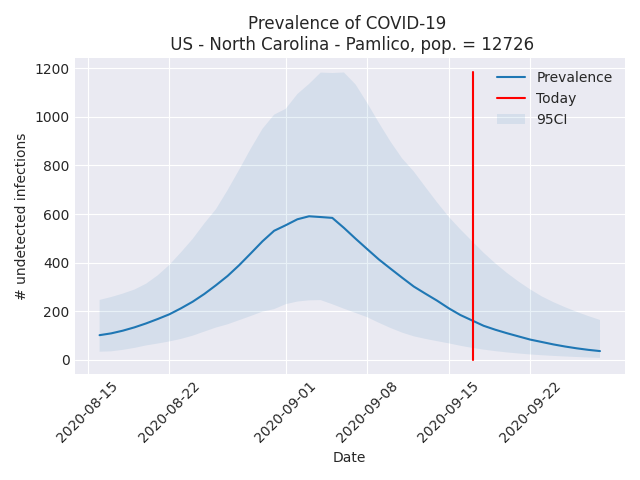 Prevalence of COVID-19
US - North Carolina - Pamlico, pop. = 12726
Prevalence
Today
95CI
# undetected infections
1200
1000
800
600
400
200
0
2020-08-15
2020-08-22
2020-09-01
2020-09-08
2020-09-15
2020-09-22
Date